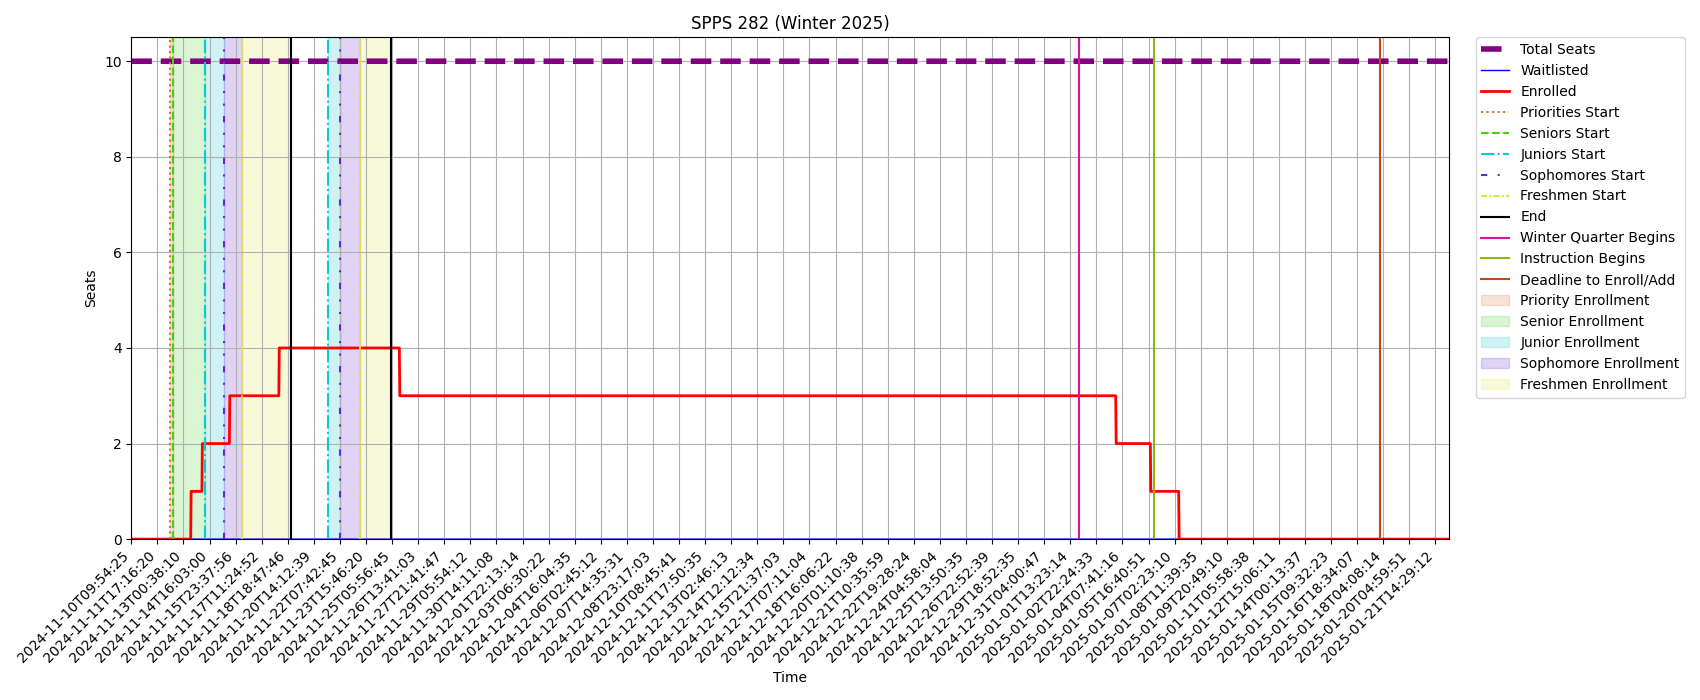 SPPS 282 (Winter 2025)
Seats
10
8
6
4
2
0
2024-11-10T09:54:25
2024-11-11T17:16:20
2024-11-13T00:38:10
2024-11-14T16:03:00
2024-11-15T23:37:56
2024-11-17T11:24:52
2024-11-18T18:47:46
2024-11-20T14:12:39
2024-11-22T07:42:45
2024-11-23T15:46:20
2024-11-25T05:56:45
2024-11-26T13:41:03
2024-11-27T21:41:47
2024-11-29T05:54:12
2024-11-30T14:11:08
2024-12-01T22:13:14
2024-12-03T06:30:22
2024-12-04T16:04:35
2024-12-06T02:45:12
2024-12-07T14:35:31
2024-12-08T23:17:03
2024-12-10T08:45:41
2024-12-11T17:50:35
2024-12-13T02:46:13
2024-12-14T12:12:34
2024-12-15T21:37:03
2024-12-17T07:11:04
2024-12-18T16:06:22
2024-12-20T01:10:38
2024-12-21T10:35:59
2024-12-22T19:28:24
2024-12-24T04:58:04
2024-12-25T13:50:35
2024-12-26T22:52:39
2024-12-29T18:52:35
2024-12-31T04:00:47
2025-01-01T13:23:14
2025-01-02T22:24:33
2025-01-04T07:41:16
2025-01-05T16:40:51
2025-01-07T02:23:10
2025-01-08T11:39:35
2025-01-09T20:49:10
2025-01-11T05:58:38
2025-01-12T15:06:11
2025-01-14T00:13:37
2025-01-15T09:32:23
2025-01-16T18:34:07
2025-01-18T04:08:14
2025-01-20T04:59:51
2025-01-21T14:29:12
Time
Total Seats
Waitlisted
Enrolled
Priorities Start
Seniors Start
Juniors Start
Sophomores Start
Freshmen Start
End
Winter Quarter Begins
Instruction Begins
Deadline to Enroll/Add
Priority Enrollment
Senior Enrollment
Junior Enrollment
Sophomore Enrollment
Freshmen Enrollment